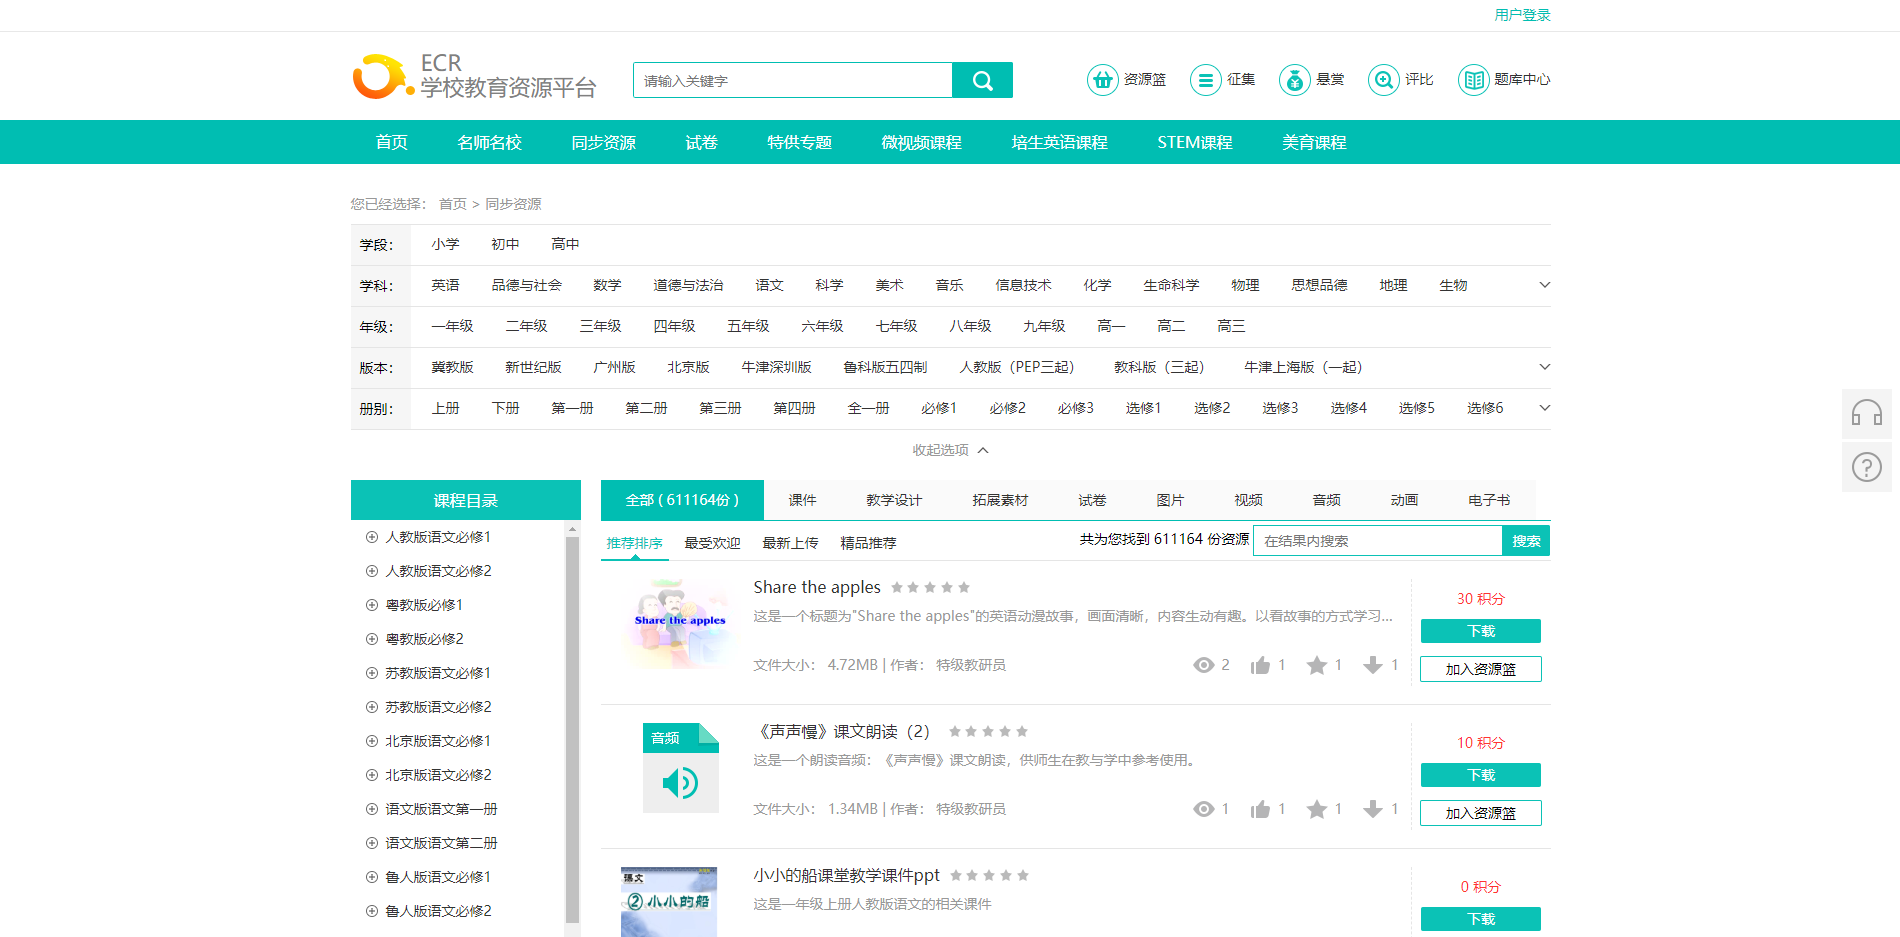 用户登录
ECR
学校教育资源平台
请输入关键字
资源篮 征集 悬赏 评比 题库中心
首页 名师名校 同步资源 试卷 特供专题 微视频课程 培生英语课程 STEM课程 美育课程
您已经选择： 首页 > 同步资源
学段： 小学 初中 高中
学科： 英语 品德与社会 数学 道德与法治 语文 科学 美术 音乐 信息技术 化学 生命科学 物理 思想品德 地理 生物
年级： 一年级 二年级 三年级 四年级 五年级 六年级 七年级 八年级 九年级 高一 高二 高三
版本： 冀教版 新世纪版 广州版 北京版 牛津深圳版 鲁科版五四制 人教版（PEP三起） 教科版（三起） 牛津上海版（一起）
册别： 上册 下册 第一册 第二册 第三册 第四册 全一册 必修1 必修2 必修3 选修1 选修2 选修3 选修4 选修5 选修6
收起选项
课程目录
人教版语文必修1
人教版语文必修2
粤教版必修1
粤教版必修2
苏教版语文必修1
苏教版语文必修2
北京版语文必修1
北京版语文必修2
语文版语文第一册
语文版语文第二册
鲁人版语文必修1
鲁人版语文必修2
全部 ( 611164份 ) 课件 教学设计 拓展素材 试卷 图片 视频 音频 动画 电子书
推荐排序 最受欢迎 最新上传 精品推荐 共为您找到 611164 份资源 在结果内搜索 搜索
Share the apples
Share the apples
这是一个标题为"Share the apples"的英语动漫故事，画面清晰，内容生动有趣。以看故事的方式学习...
文件大小： 4.72MB | 作者： 特级教研员 2 1 1 1
30 积分
下载
加入资源篮
音频
《声声慢》课文朗读（2）
这是一个朗读音频：《声声慢》课文朗读，供师生在教与学中参考使用。
文件大小： 1.34MB | 作者： 特级教研员 1 1 1 1
10 积分
下载
加入资源篮
课文
②小小的船
小小的船课堂教学课件ppt
这是一年级上册人教版语文的相关课件
0 积分
下载